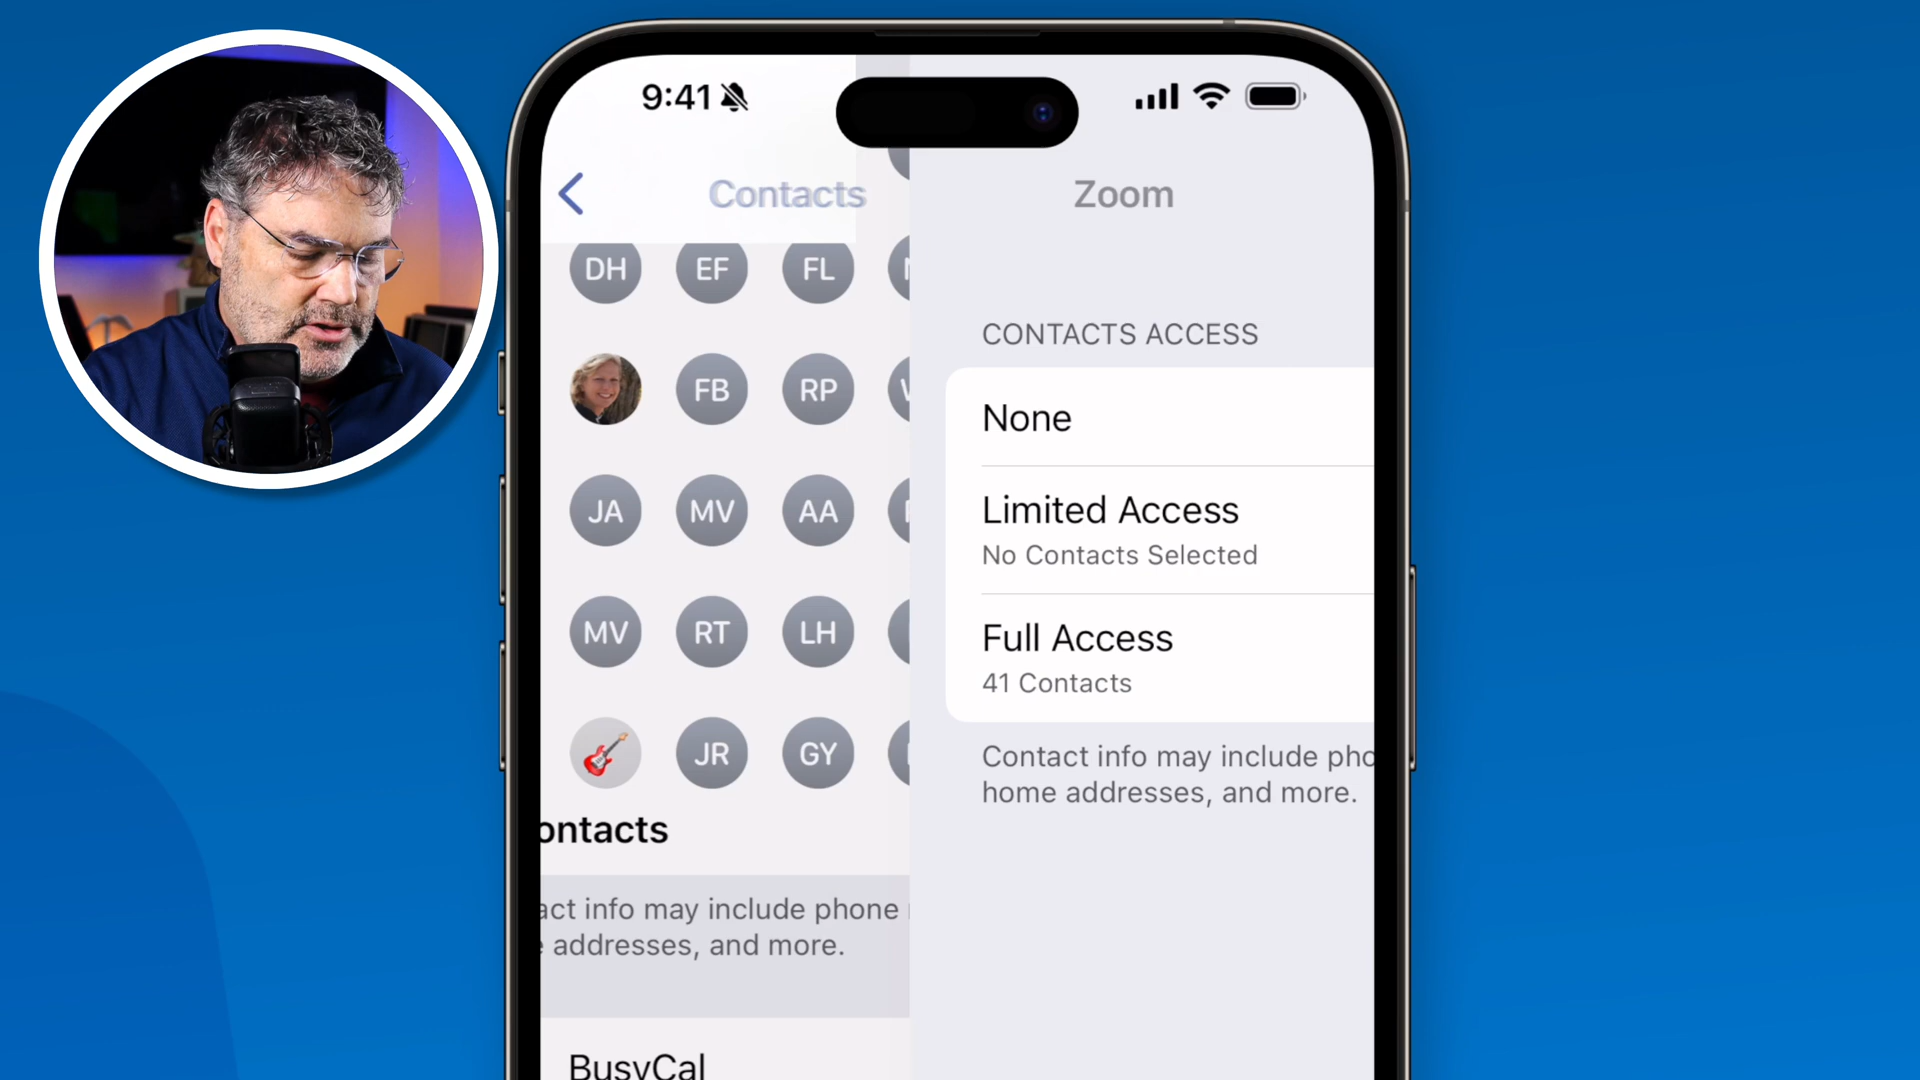 9:41
Contacts
Zoom
DH EF FL
FB RP
JA MV AA
MV RT LH
JR GY
ontacts
act info may include phone
addresses, and more.
BusyCal
CONTACTS ACCESS
None
Limited Access
No Contacts Selected
Full Access
41 Contacts
Contact info may include pho
home addresses, and more.